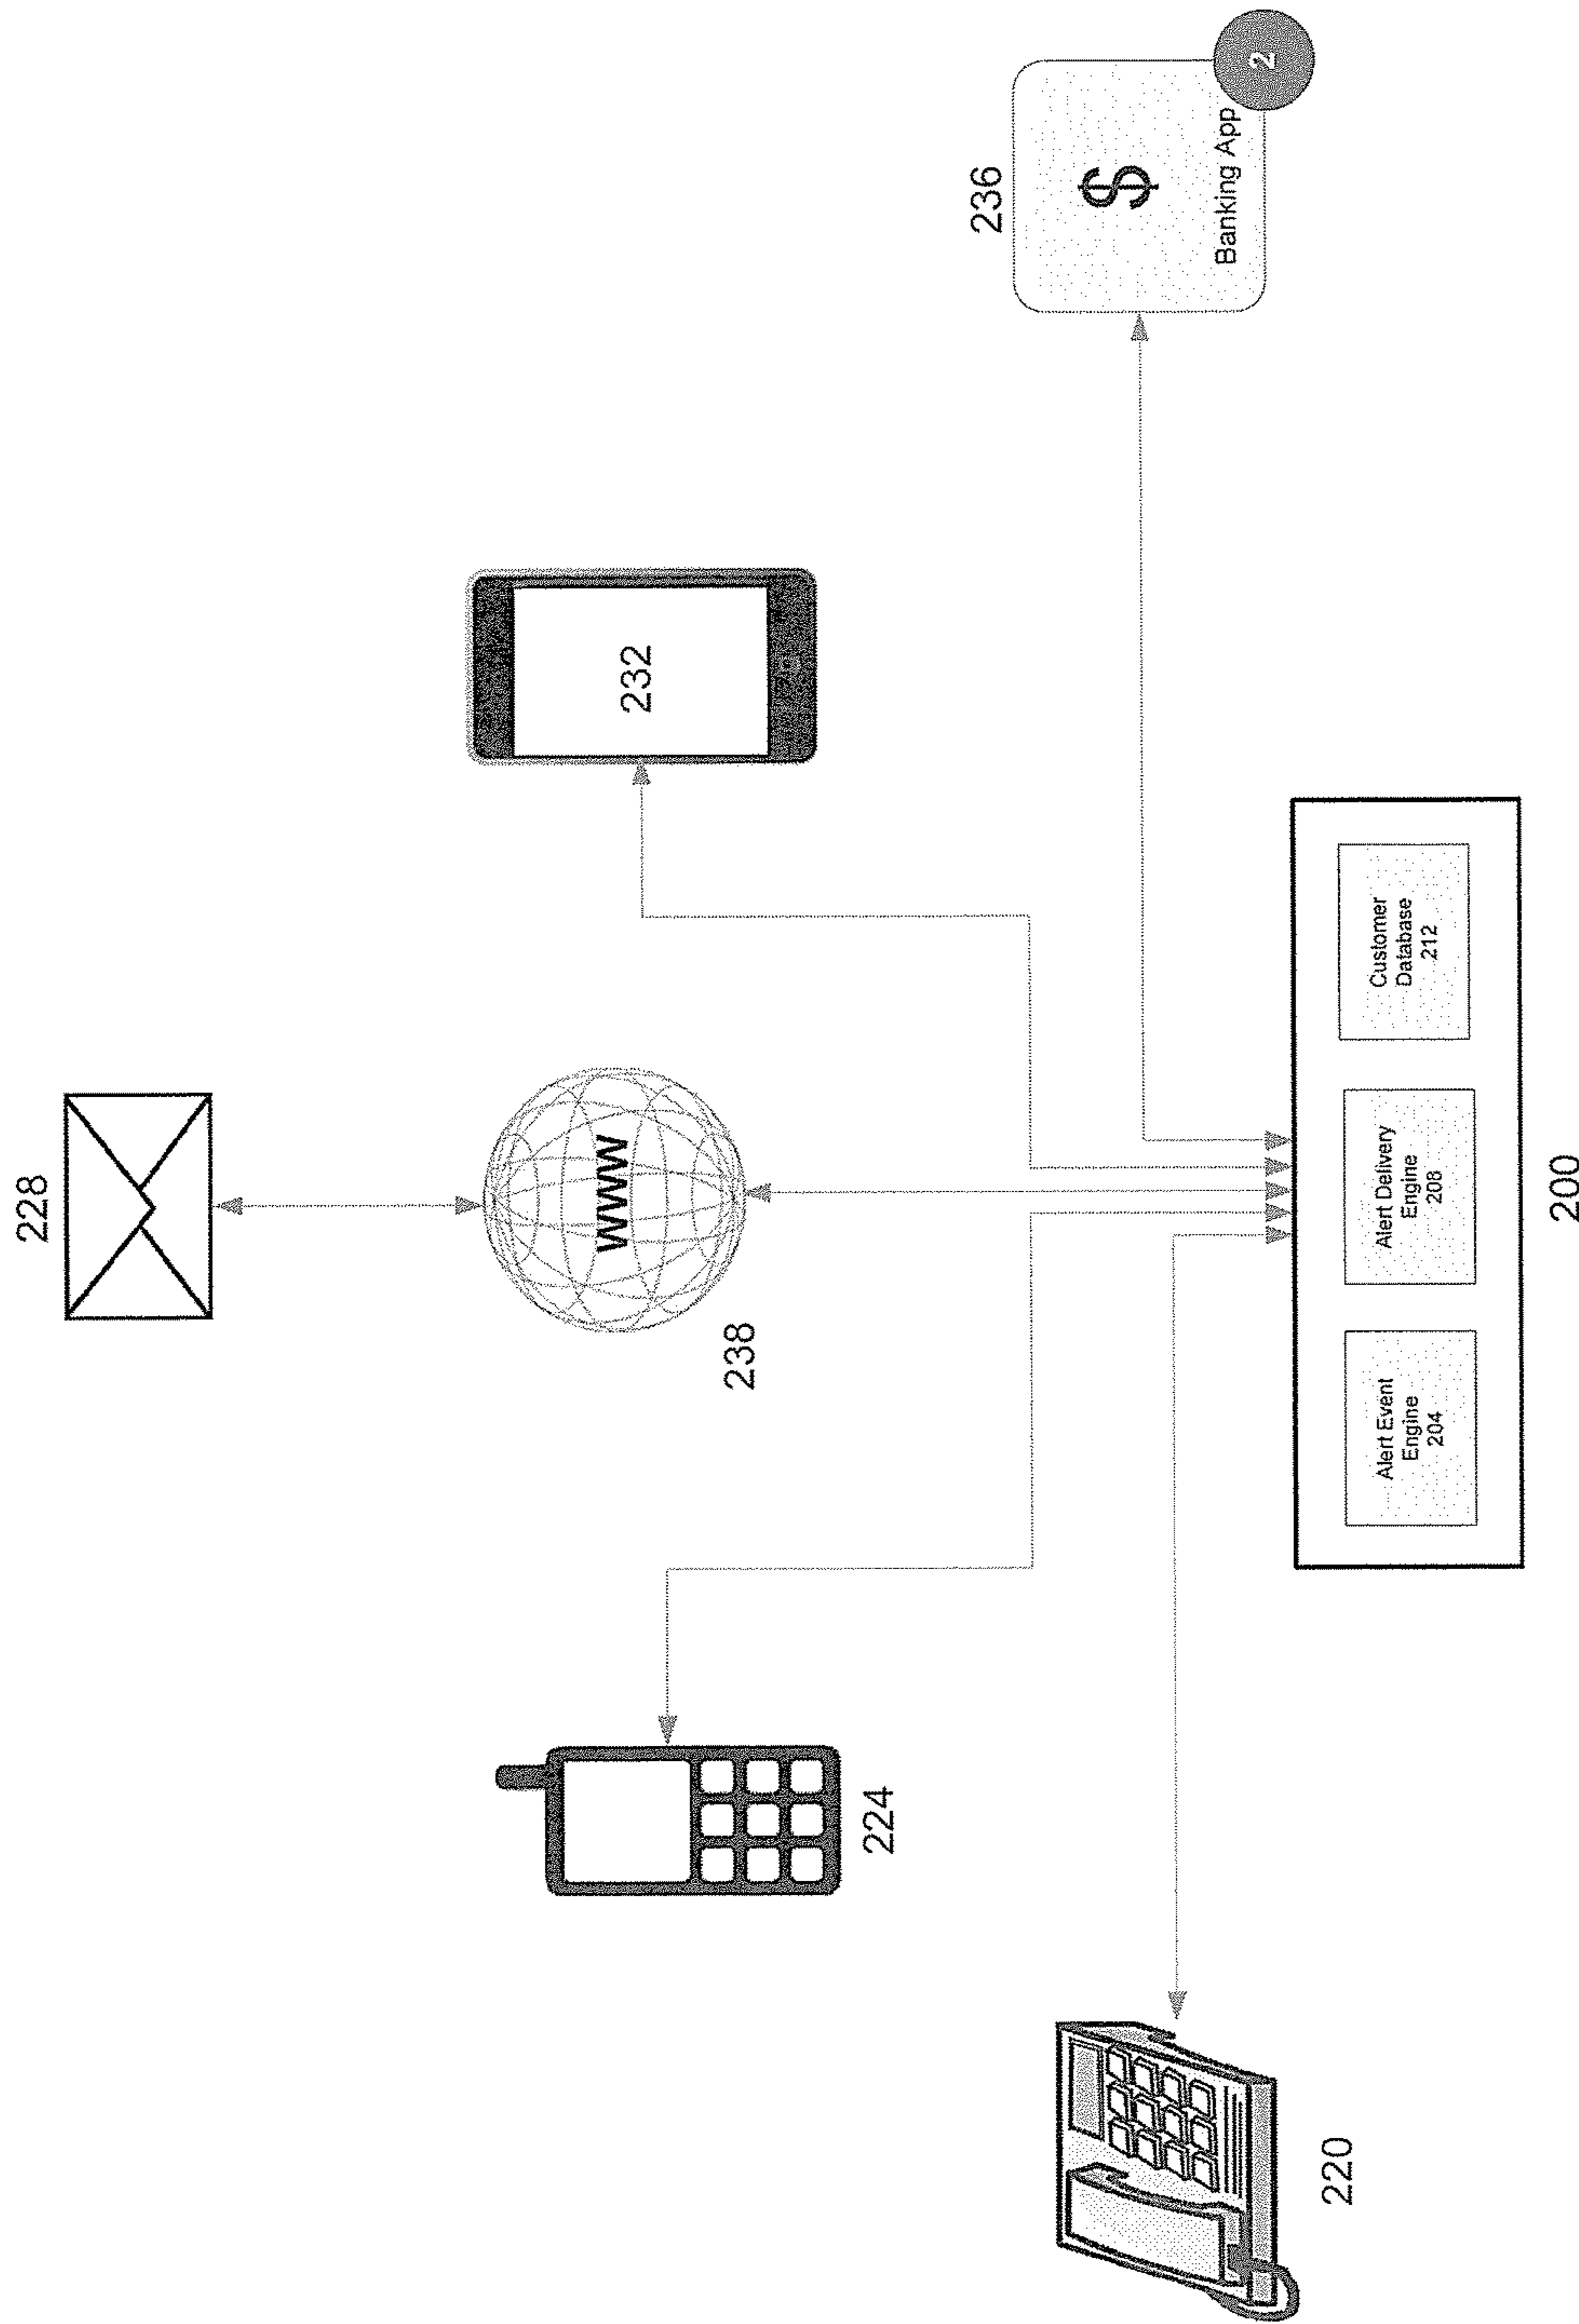 228
WWW
238
232
224
236
$
Banking App
2
220
Alert Event
Engine
204
Alert Delivery
Engine
208
Customer
Database
212
200